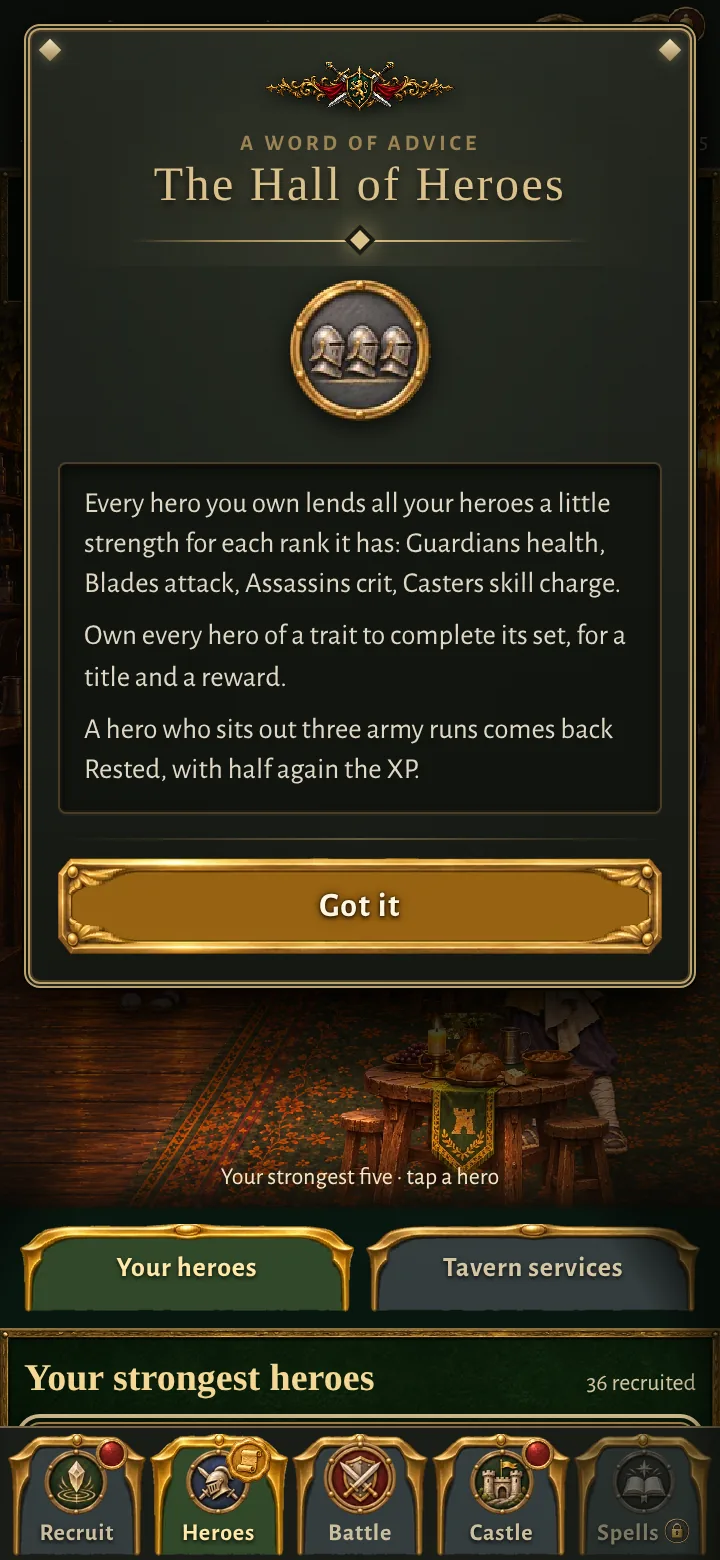 A WORD OF ADVICE
The Hall of Heroes
Every hero you own lends all your heroes a little
strength for each rank it has: Guardians health,
Blades attack, Assassins crit, Casters skill charge.
Own every hero of a trait to complete its set, for a
title and a reward.
A hero who sits out three army runs comes back
Rested, with half again the XP.
Got it
Your strongest five · tap a hero
Your heroes
Tavern services
Your strongest heroes
36 recruited
Recruit
Heroes
Battle
Castle
Spells